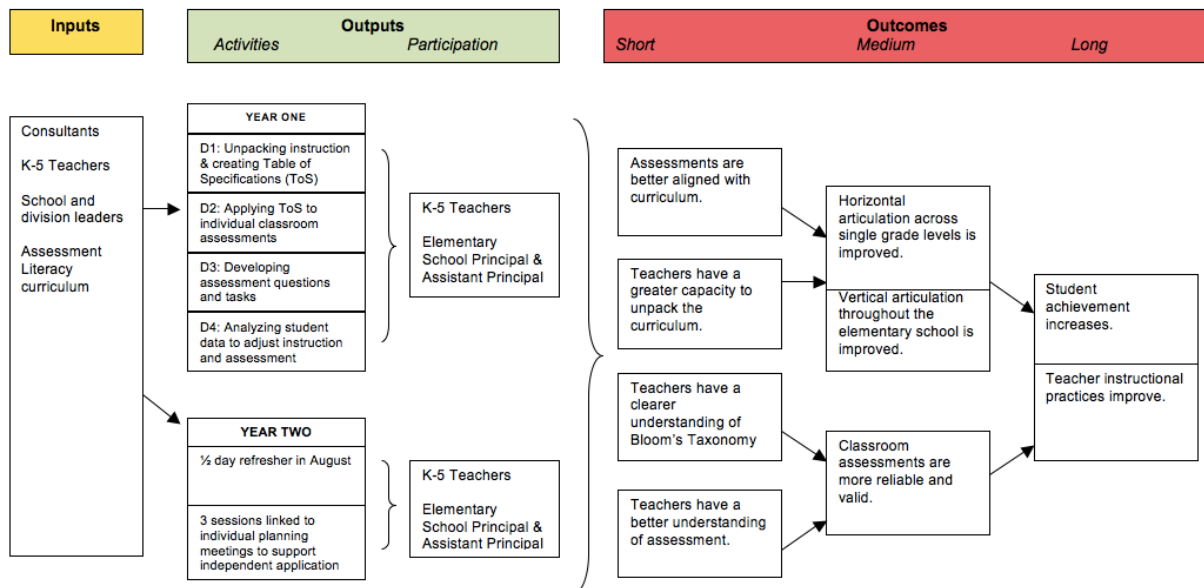 Inputs
Outputs
Activities
Participation
Outcomes
Short
Medium
Long
Consultants
K-5 Teachers
School and
division leaders
Assessment
Literacy
curriculum
YEAR ONE
D1: Unpacking instruction
& creating Table of
Specifications (ToS)
D2: Applying ToS to
individual classroom
assessments
D3: Developing
assessment questions
and tasks
D4: Analyzing student
data to adjust instruction
and assessment
K-5 Teachers
Elementary
School Principal &
Assistant Principal
YEAR TWO
½ day refresher in August
3 sessions linked to
individual planning
meetings to support
independent application
K-5 Teachers
Elementary
School Principal &
Assistant Principal
Assessments are
better aligned with
curriculum.
Teachers have a
greater capacity to
unpack the
curriculum.
Teachers have a
clearer
understanding of
Bloom's Taxonomy
Teachers have a
better understanding
of assessment.
Horizontal
articulation across
single grade levels is
improved.
Vertical articulation
throughout the
elementary school is
improved.
Classroom
assessments are
more reliable and
valid.
Student
achievement
increases.
Teacher instructional
practices improve.